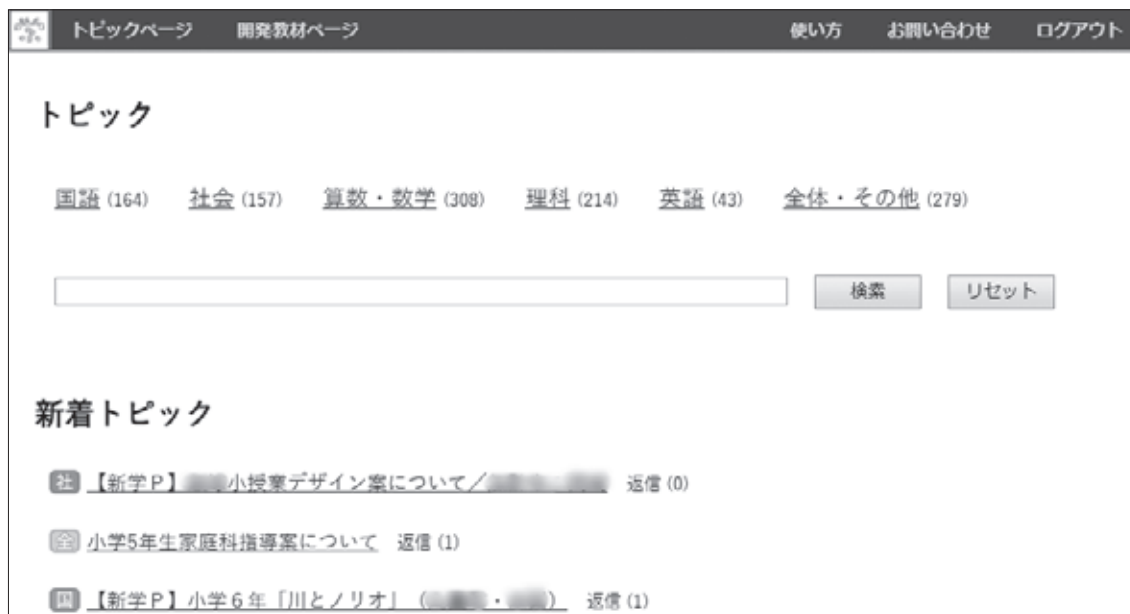 トピックページ 開発教材ページ 使い方 お問い合わせ ログアウト
トピック
国語 (164) 社会 (157) 算数・数学 (308) 理科 (214) 英語 (43) 全体・その他 (279)
検索 リセット
新着トピック
社 【新学P】 小授業デザイン案について／ 返信 (0)
全 小学5年生家庭科指導案について 返信 (1)
国 【新学P】小学６年「川とノリオ」（ ・ ） 返信 (1)